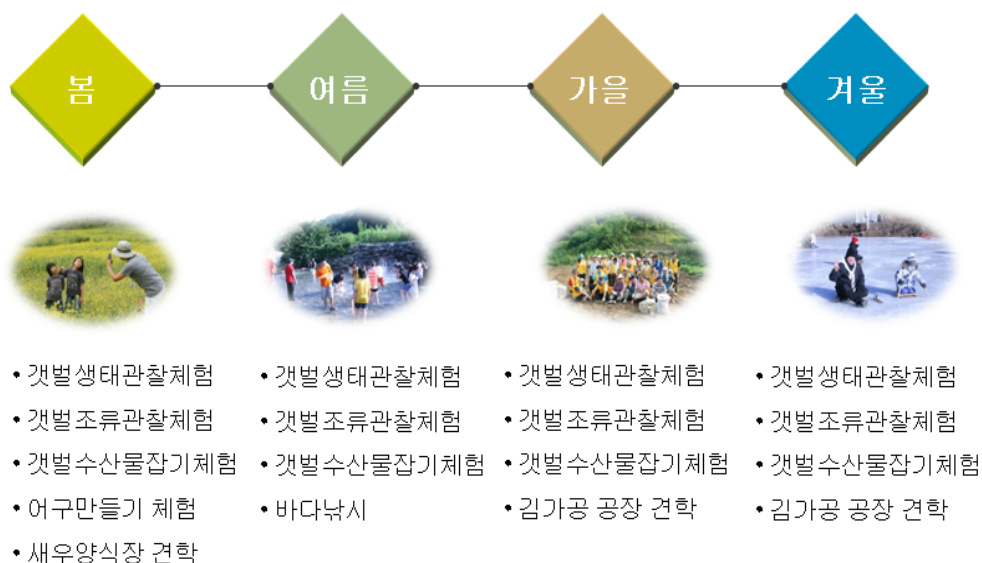 봄
여름
가을
겨울
• 갯벌생태관찰체험
• 갯벌조류관찰체험
• 갯벌수산물잡기체험
• 어구만들기 체험
• 새우양식장 견학
• 갯벌생태관찰체험
• 갯벌조류관찰체험
• 갯벌수산물잡기체험
• 바다낚시
• 갯벌생태관찰체험
• 갯벌조류관찰체험
• 갯벌수산물잡기체험
• 김가공 공장 견학
• 갯벌생태관찰체험
• 갯벌조류관찰체험
• 갯벌수산물잡기체험
• 김가공 공장 견학